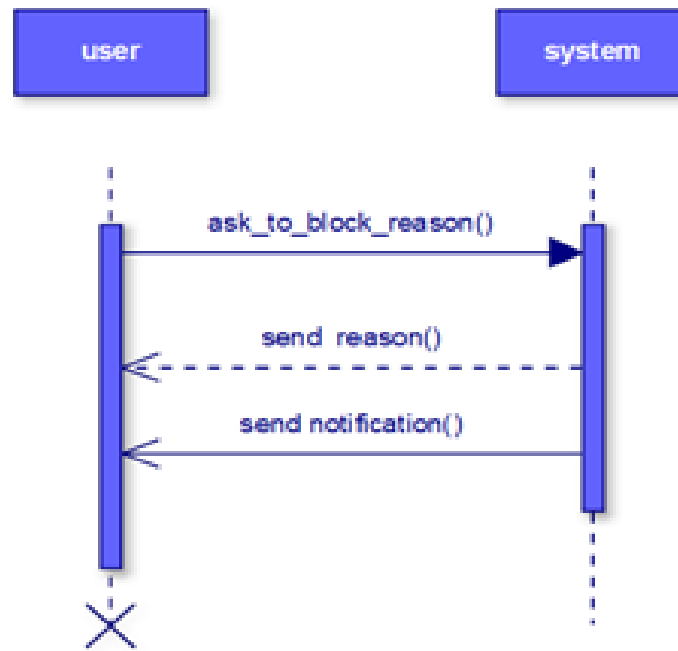 user
system
ask_to_block_reason()
send reason()
send notification()